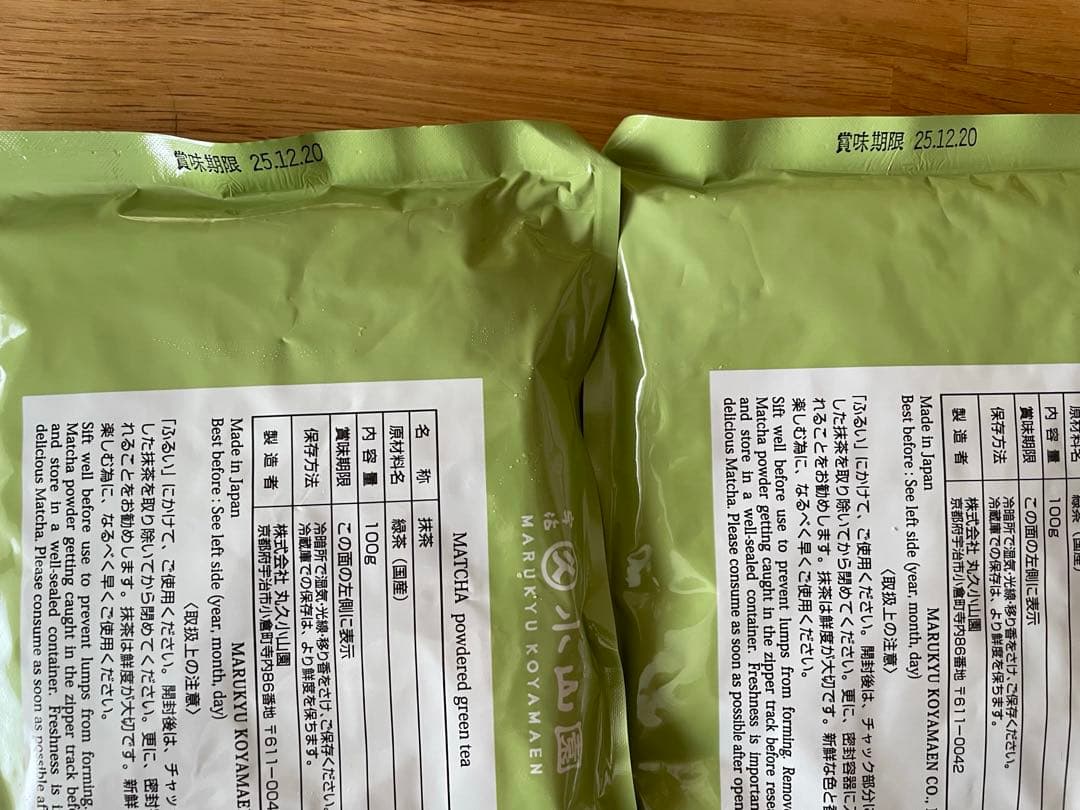 賞味期限 25.12.20
MATCHA powdered green tea
名 称 抹茶
原材料名 緑茶(国産)
内容量 100g
賞味期限 この面の左側に表示
保存方法 冷暗所で湿気・光線・移り香をさけ、ご保存ください
冷蔵庫での保存は、より鮮度を保ちます。
製造者 株式会社 丸久小山園
京都府宇治市小倉町寺内86番地 〒611-004
Made in Japan MARUKYU KOYAMAE
Best before : See left side (year, month, day)
〈取扱上の注意〉
「ふるい」にかけて、ご使用ください。開封後は、チャッ
した抹茶を取り除いてから閉めてください。更に、密封
れることをお勧めします。抹茶は鮮度が大切です。新鮮
楽しむ為に、なるべく早くご使用ください。
Sift well before use to prevent lumps from forming.
Matcha powder getting caught in the zipper track bef
and store in a well-sealed container. Freshness is i
delicious Matcha. Please consume as soon as possible af
宇治
小山園
MARUKYU KOYAMAEN
賞味期限 25.12.20
原材料名 緑茶(国産
内容量 100g
賞味期限 この面の左側に表示
保存方法 冷暗所で湿気・光線・移り香をさけ、ご保存ください。
冷蔵庫での保存は、より鮮度を保ちます。
製造者 株式会社 丸久小山園
京都府宇治市小倉町寺内86番地 〒611-0042
Made in Japan MARUKYU KOYAMAEN CO.,
Best before : See left side (year, month, day)
〈取扱上の注意〉
「ふるい」にかけて、ご使用ください。開封後は、チャック部分に
した抹茶を取り除いてから閉めてください。更に、密封容器に
れることをお勧めします。抹茶は鮮度が大切です。新鮮な色と
楽しむ為に、なるべく早くご使用ください。
Sift well before use to prevent lumps from forming. Remo
Matcha powder getting caught in the zipper track before rese
and store in a well-sealed container. Freshness is importan
delicious Matcha. Please consume as soon as possible after open